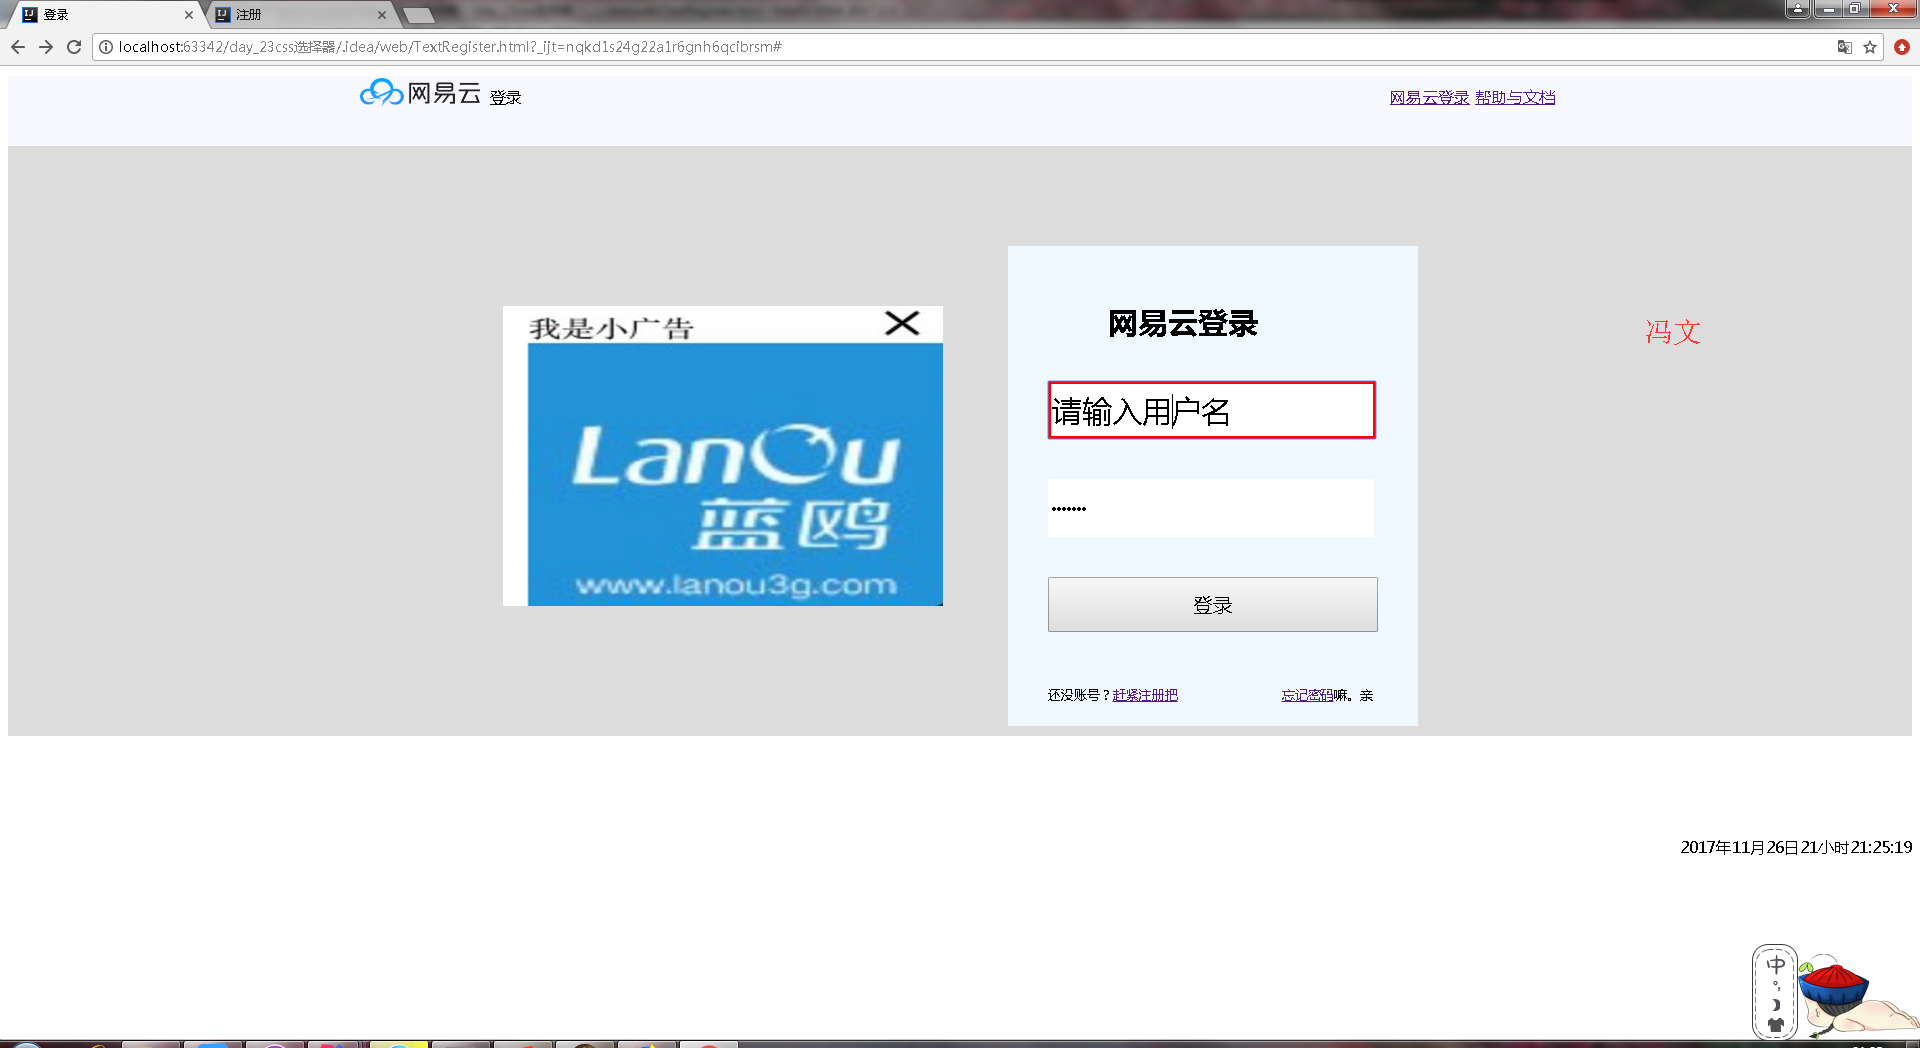 登录
注册
localhost:63342/day_23css选择器/.idea/web/TextRegister.html?_ijt=nqkd1s24g22a1r6gnh6qcibrsm#
网易云 登录
网易云登录 帮助与文档
我是小广告
LanOu
蓝鸥
www.lanou3g.com
网易云登录
请输入用户名
•••••••
登录
还没账号？赶紧注册把
忘记密码嘛。亲
冯文
2017年11月26日21小时21:25:19
中